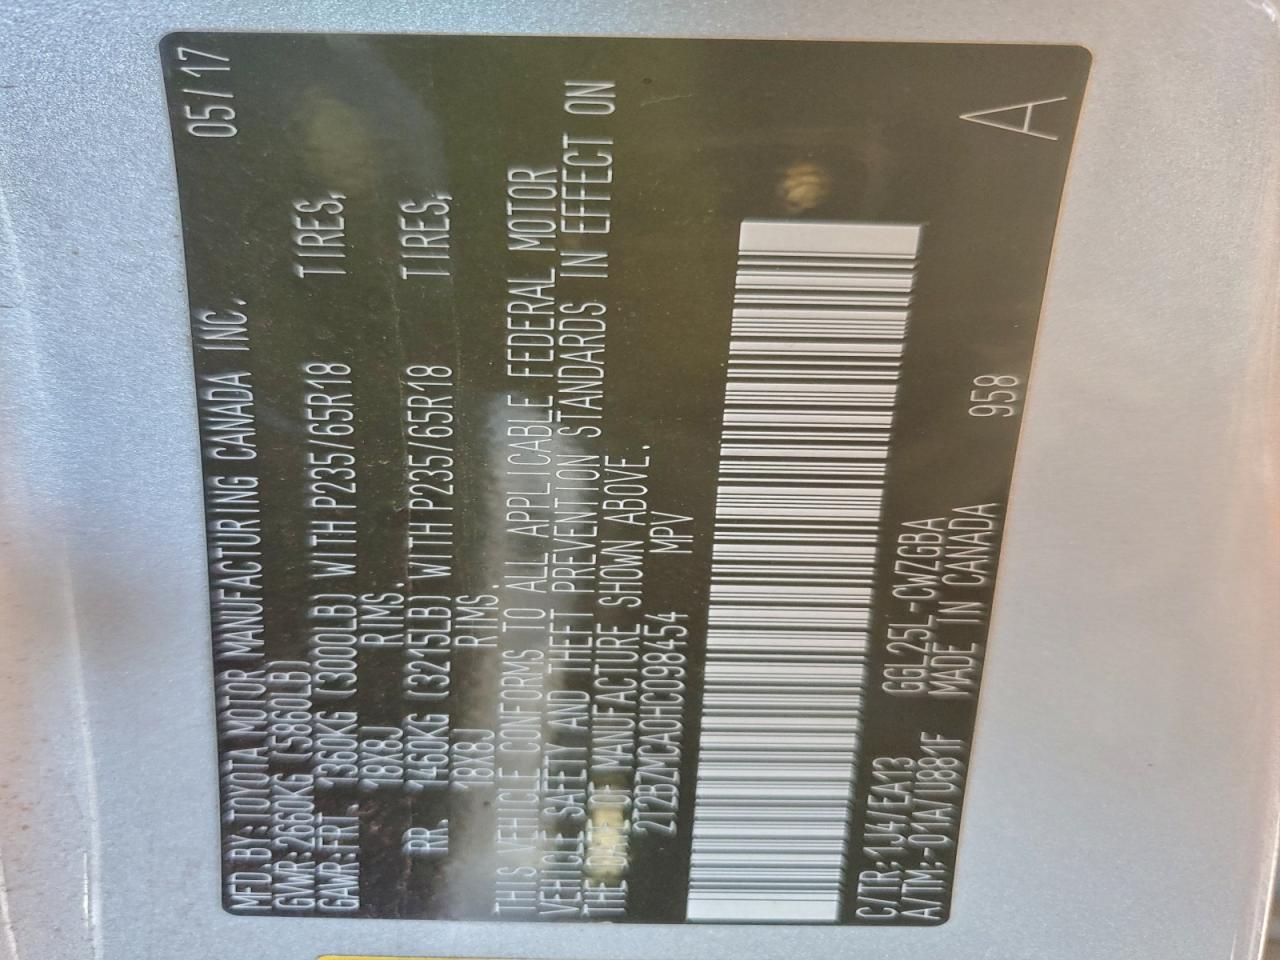 MFD. BY: TOYOTA MOTOR MANUFACTURING CANADA INC. 05/17
GVWR: 2660KG (5860LB)
GAWR: FRT. 1360KG (3000LB) WITH P235/65R18 TIRES,
18X8J RIMS.
RR. 1460KG (3215LB) WITH P235/65R18 TIRES,
18X8J RIMS.
THIS VEHICLE CONFORMS TO ALL APPLICABLE FEDERAL MOTOR
VEHICLE SAFETY AND THEFT PREVENTION STANDARDS IN EFFECT ON
THE DATE OF MANUFACTURE SHOWN ABOVE.
2T2BZMCA0HC098454 MPV
C/TR: 1J4/EA13 GGL25L-CWZGBA
A/TM: -01A/U881F MADE IN CANADA 958
A